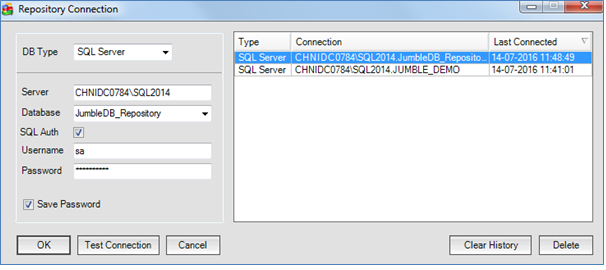 Repository Connection
DB Type SQL Server
Server CHNIDC0784\SQL2014
Database JumbleDB_Repository
SQL Auth
Username sa
Password **********
Save Password
OK Test Connection Cancel
Type Connection Last Connected
SQL Server CHNIDC0784\SQL2014.JumbleDB_Reposito... 14-07-2016 11:48:49
SQL Server CHNIDC0784\SQL2014.JUMBLE_DEMO 14-07-2016 11:41:01
Clear History Delete